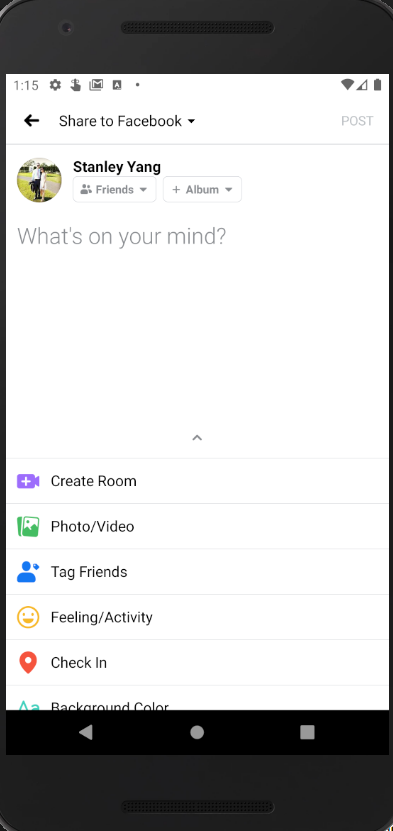 1:15
Share to Facebook
POST
Stanley Yang
Friends
+ Album
What's on your mind?
Create Room
Photo/Video
Tag Friends
Feeling/Activity
Check In
Aa Background Color